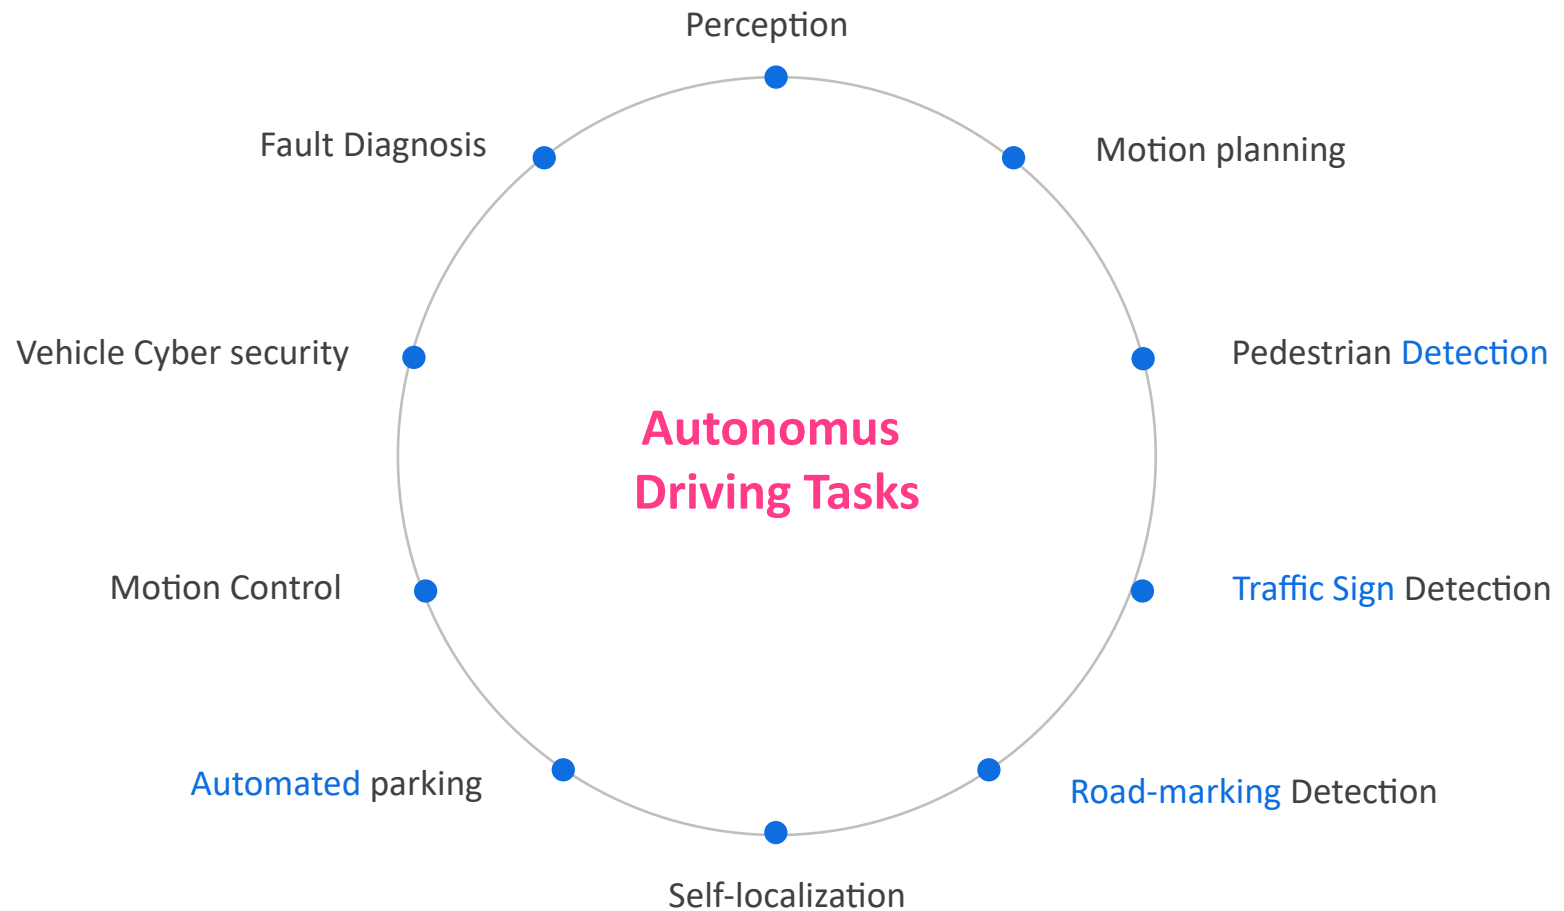 Perception
Fault Diagnosis
Motion planning
Vehicle Cyber security
Pedestrian Detection
Autonomus
Driving Tasks
Motion Control
Traffic Sign Detection
Automated parking
Road-marking Detection
Self-localization